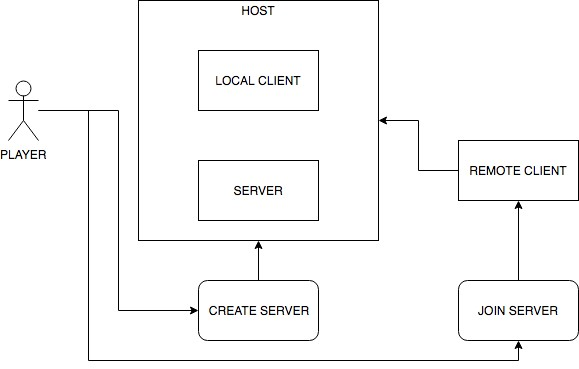 HOST
LOCAL CLIENT
PLAYER
REMOTE CLIENT
SERVER
CREATE SERVER
JOIN SERVER